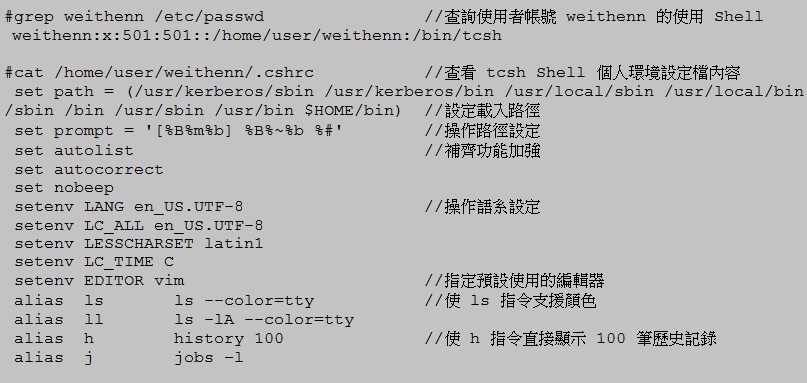 #grep weithenn /etc/passwd //查詢使用者帳號 weithenn 的使用 Shell
weithenn:x:501:501::/home/user/weithenn:/bin/tcsh
#cat /home/user/weithenn/.cshrc //查看 tcsh Shell 個人環境設定檔內容
set path = (/usr/kerberos/sbin /usr/kerberos/bin /usr/local/sbin /usr/local/bin
/sbin /bin /usr/sbin /usr/bin $HOME/bin) //設定載入路徑
set prompt = '[%B%m%b] %B%~%b %#' //操作路徑設定
set autolist //補齊功能加強
set autocorrect
set nobeep
setenv LANG en_US.UTF-8 //操作語系設定
setenv LC_ALL en_US.UTF-8
setenv LESSCHARSET latin1
setenv LC_TIME C
setenv EDITOR vim //指定預設使用的編輯器
alias ls ls --color=tty //使 ls 指令支援顏色
alias ll ls -lA --color=tty
alias h history 100 //使 h 指令直接顯示 100 筆歷史記錄
alias j jobs -l